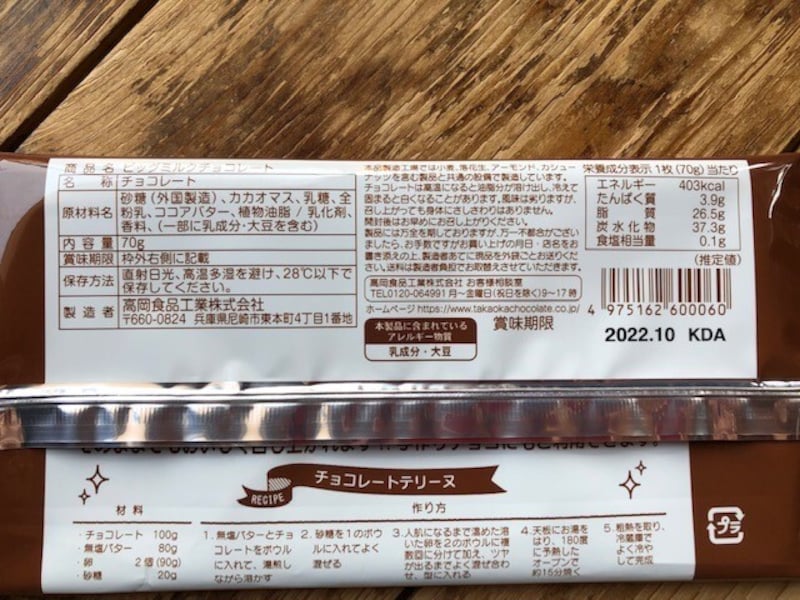 商品名 ビッグミルクチョコレート
名称 チョコレート
原材料名 砂糖(外国製造)、カカオマス、乳糖、全
粉乳、ココアバター、植物油脂/乳化剤、
香料、(一部に乳成分・大豆を含む)
内容量 70g
賞味期限 枠外右側に記載
保存方法 直射日光、高温多湿を避け、28℃以下で
保存してください。
製造者 高岡食品工業株式会社
〒660-0824 兵庫県尼崎市東本町4丁目1番地
本品製造工場では小麦、落花生、アーモンド、カシュー
ナッツを含む製品と共通の設備で製造しています。
チョコレートは高温になると油脂分が溶け出し、冷えて
固まると白くなることがあります。風味は劣りますが、
召し上がっても身体にさしさわりはありません。
開封後はお早めにお召し上がりください。
製品には万全を期しておりますが、万一不都合がござい
ましたら、お手数ですがお買い上げの月日・店名をお
書き添えの上、製造者あてに現品を外袋ごとお送りくだ
さい。送料は製造者負担でお取替えさせていただきます。
高岡食品工業株式会社 お客様相談室
TEL0120-064991 月~金曜日(祝日を除く)9~17時
ホームページ https://www.takaokachocolate.co.jp/
本製品に含まれている
アレルギー物質
乳成分・大豆
賞味期限
栄養成分表示 1枚(70g)当たり
エネルギー 403kcal
たんぱく質 3.9g
脂質 26.5g
炭水化物 37.3g
食塩相当量 0.1g
(推定値)
4 975162 600060
2022.10 KDA
RECIPE
チョコレートテリーヌ
材料
・チョコレート 100g
・無塩バター 80g
・卵 2個(90g)
・砂糖 20g
作り方
1.無塩バターとチョ
コレートをボウル
に入れて、湯煎し
ながら溶かす
2.砂糖を1のボウ
ルに入れてよく
混ぜる
3.人肌になるまで温めた溶
いた卵を2のボウルに複
数回に分けて加え、ツヤ
が出るまでよく混ぜ合わ
せ、型に入れる
4.天板にお湯を
はり、180度
に予熱した
オーブンで
約15分焼く
5.粗熱を取り、
冷蔵庫で
よく冷や
して完成
プラ